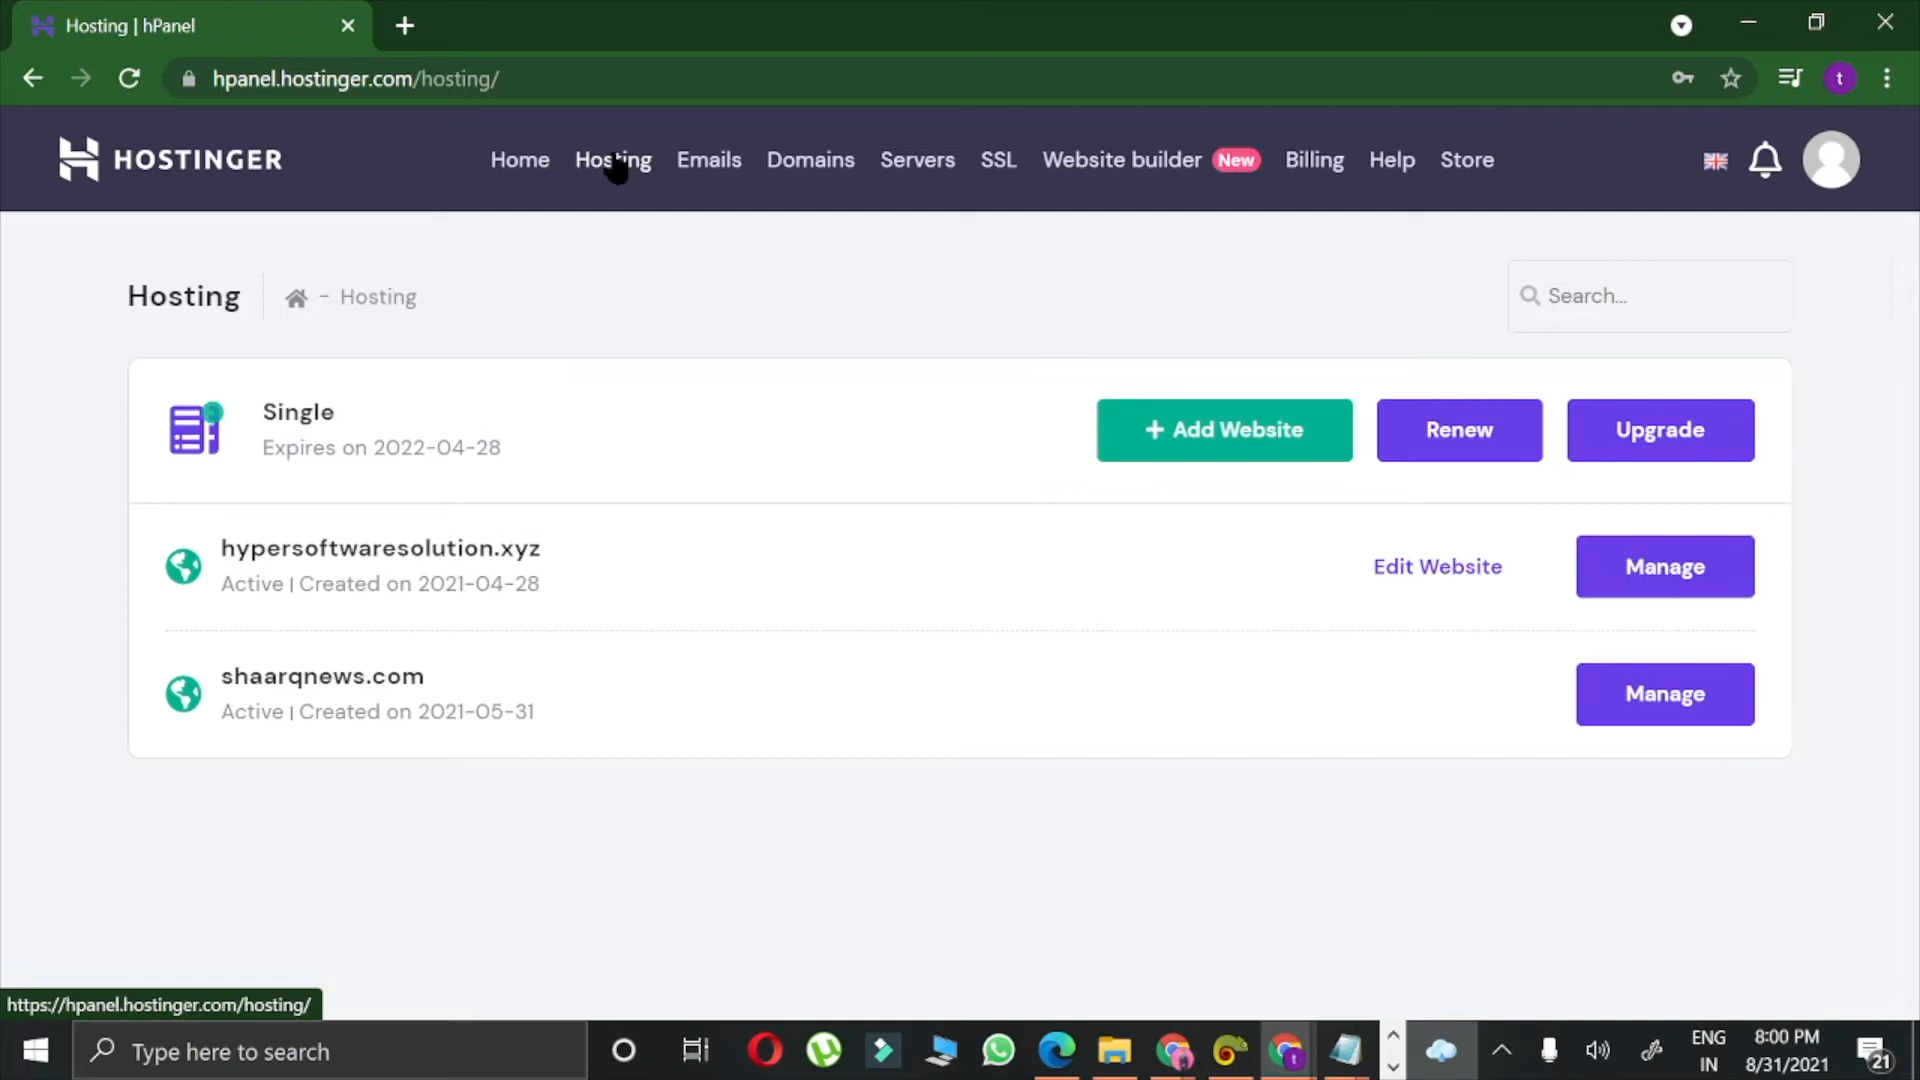 Hosting | hPanel
hpanel.hostinger.com/hosting/
t
HOSTINGER
Home Hosting Emails Domains Servers SSL Website builder New Billing Help Store
Hosting
- Hosting
Search...
Single
Expires on 2022-04-28
+ Add Website
Renew
Upgrade
hypersoftwaresolution.xyz
Active | Created on 2021-04-28
Edit Website
Manage
shaarqnews.com
Active | Created on 2021-05-31
Manage
https://hpanel.hostinger.com/hosting/
Type here to search
t
ENG
IN
8:00 PM
8/31/2021
21